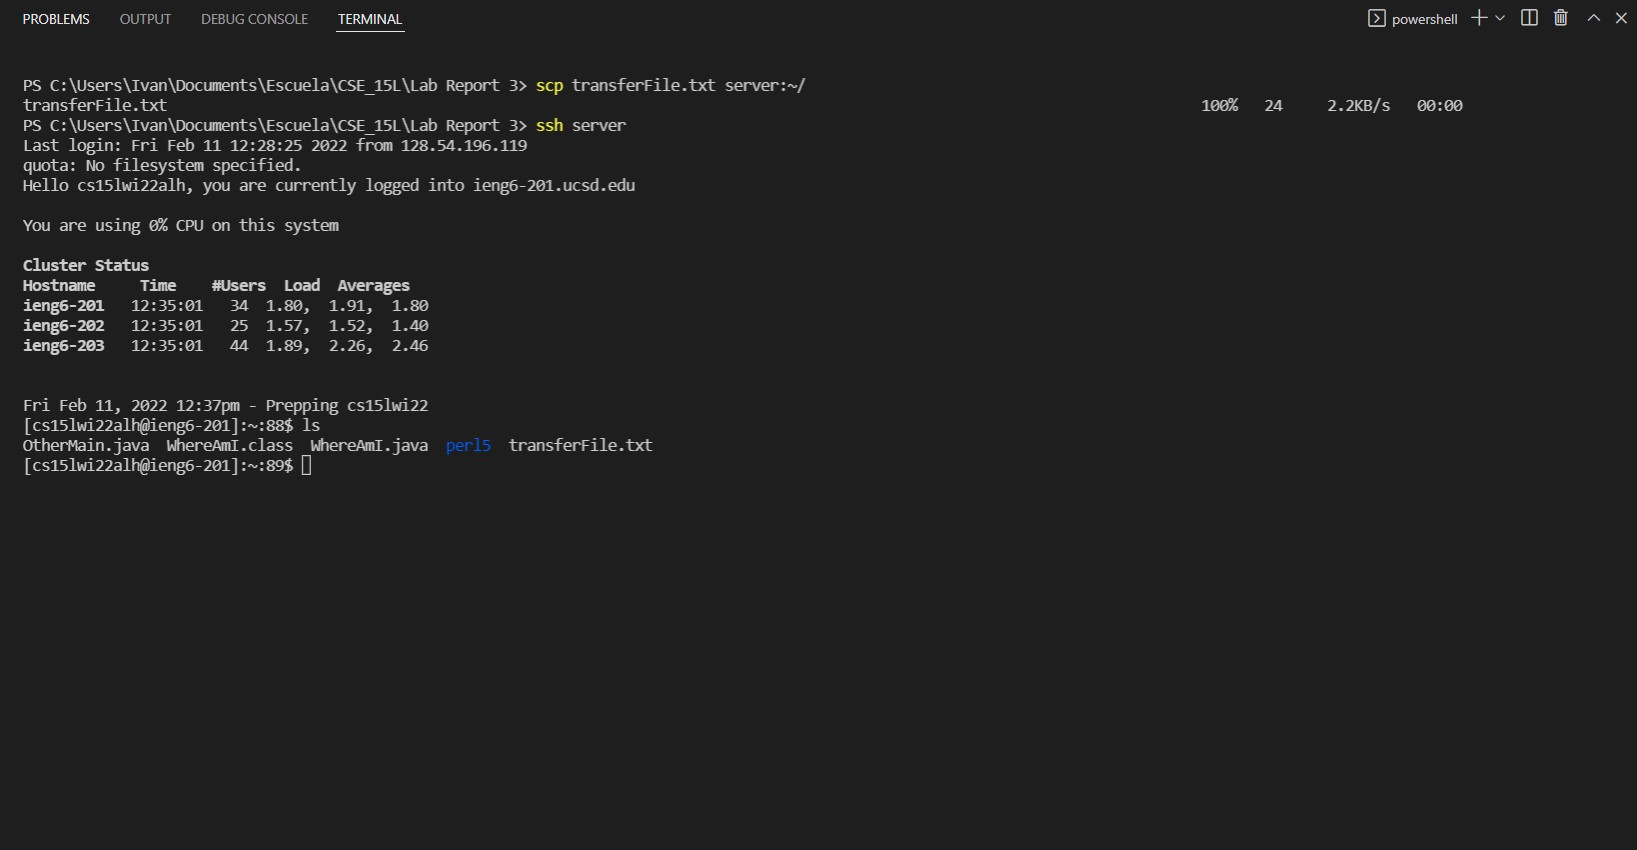 PROBLEMS OUTPUT DEBUG CONSOLE TERMINAL powershell
PS C:\Users\Ivan\Documents\Escuela\CSE_15L\Lab Report 3> scp transferFile.txt server:~/
transferFile.txt 100% 24 2.2KB/s 00:00
PS C:\Users\Ivan\Documents\Escuela\CSE_15L\Lab Report 3> ssh server
Last login: Fri Feb 11 12:28:25 2022 from 128.54.196.119
quota: No filesystem specified.
Hello cs15lwi22alh, you are currently logged into ieng6-201.ucsd.edu
You are using 0% CPU on this system
Cluster Status
Hostname Time #Users Load Averages
ieng6-201 12:35:01 34 1.80, 1.91, 1.80
ieng6-202 12:35:01 25 1.57, 1.52, 1.40
ieng6-203 12:35:01 44 1.89, 2.26, 2.46
Fri Feb 11, 2022 12:37pm - Prepping cs15lwi22
[cs15lwi22alh@ieng6-201]:~:88$ ls
OtherMain.java WhereAmI.class WhereAmI.java perl5 transferFile.txt
[cs15lwi22alh@ieng6-201]:~:89$